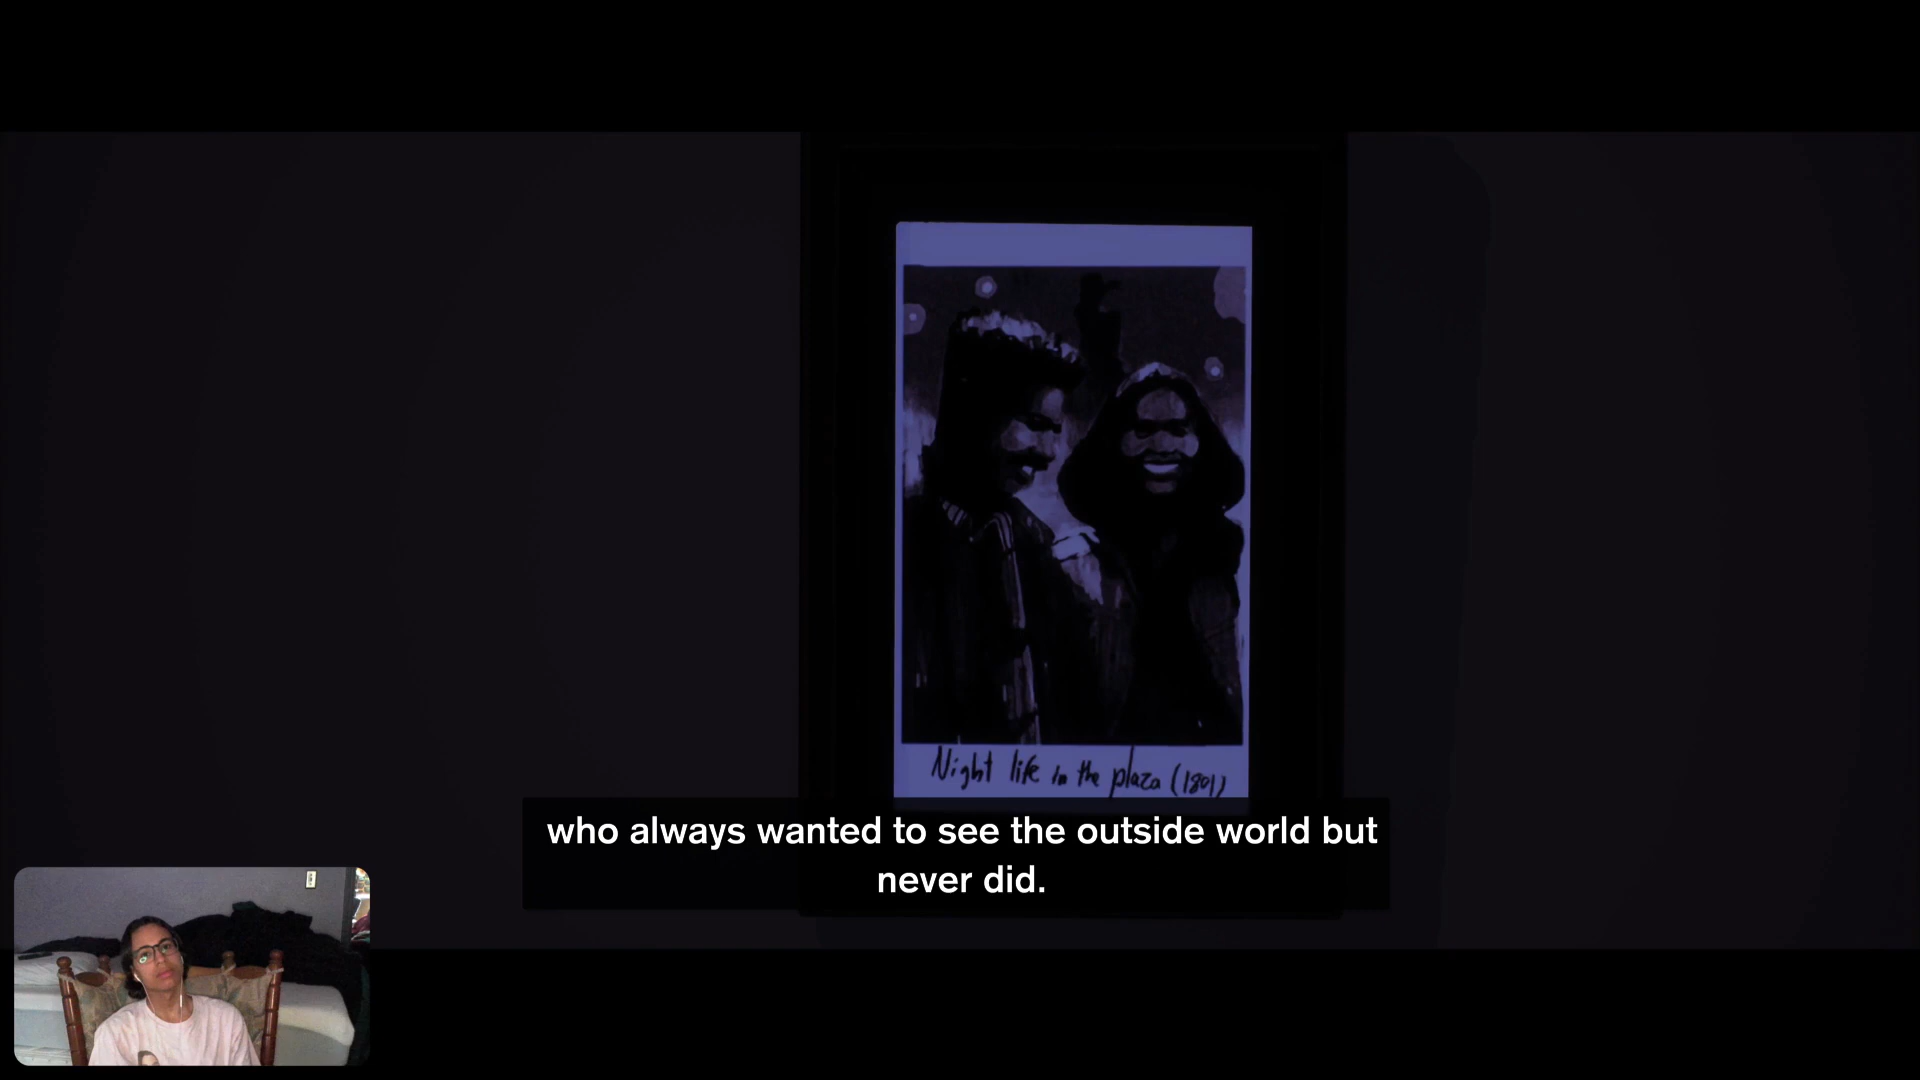 Night life in the plaza (1801)
who always wanted to see the outside world but
never did.